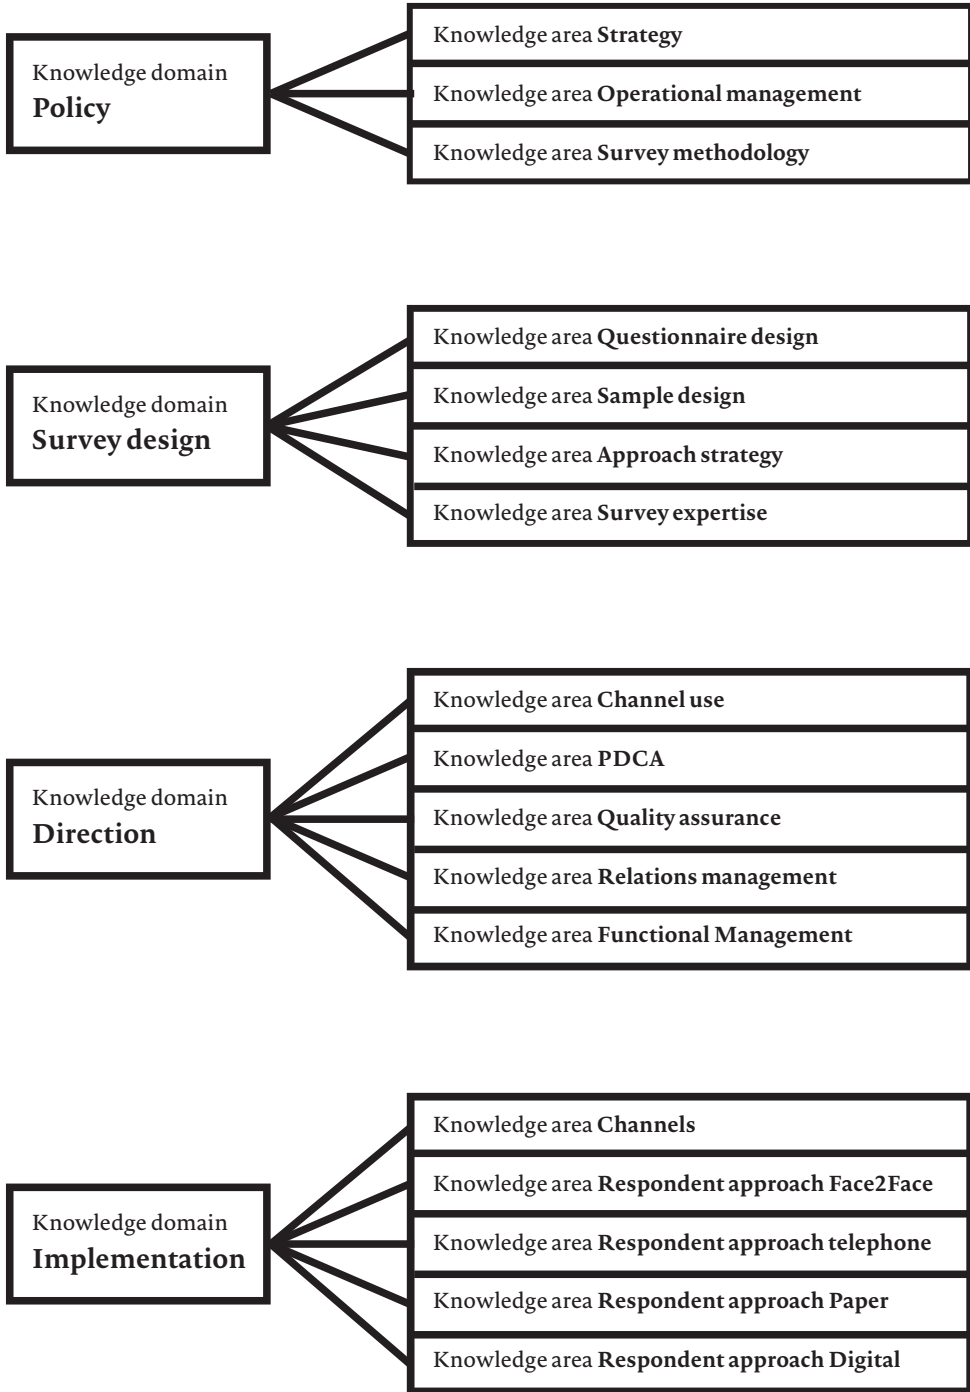 Knowledge domain
Policy
Knowledge area Strategy
Knowledge area Operational management
Knowledge area Survey methodology
Knowledge domain
Survey design
Knowledge area Questionnaire design
Knowledge area Sample design
Knowledge area Approach strategy
Knowledge area Survey expertise
Knowledge domain
Direction
Knowledge area Channel use
Knowledge area PDCA
Knowledge area Quality assurance
Knowledge area Relations management
Knowledge area Functional Management
Knowledge domain
Implementation
Knowledge area Channels
Knowledge area Respondent approach Face2Face
Knowledge area Respondent approach telephone
Knowledge area Respondent approach Paper
Knowledge area Respondent approach Digital